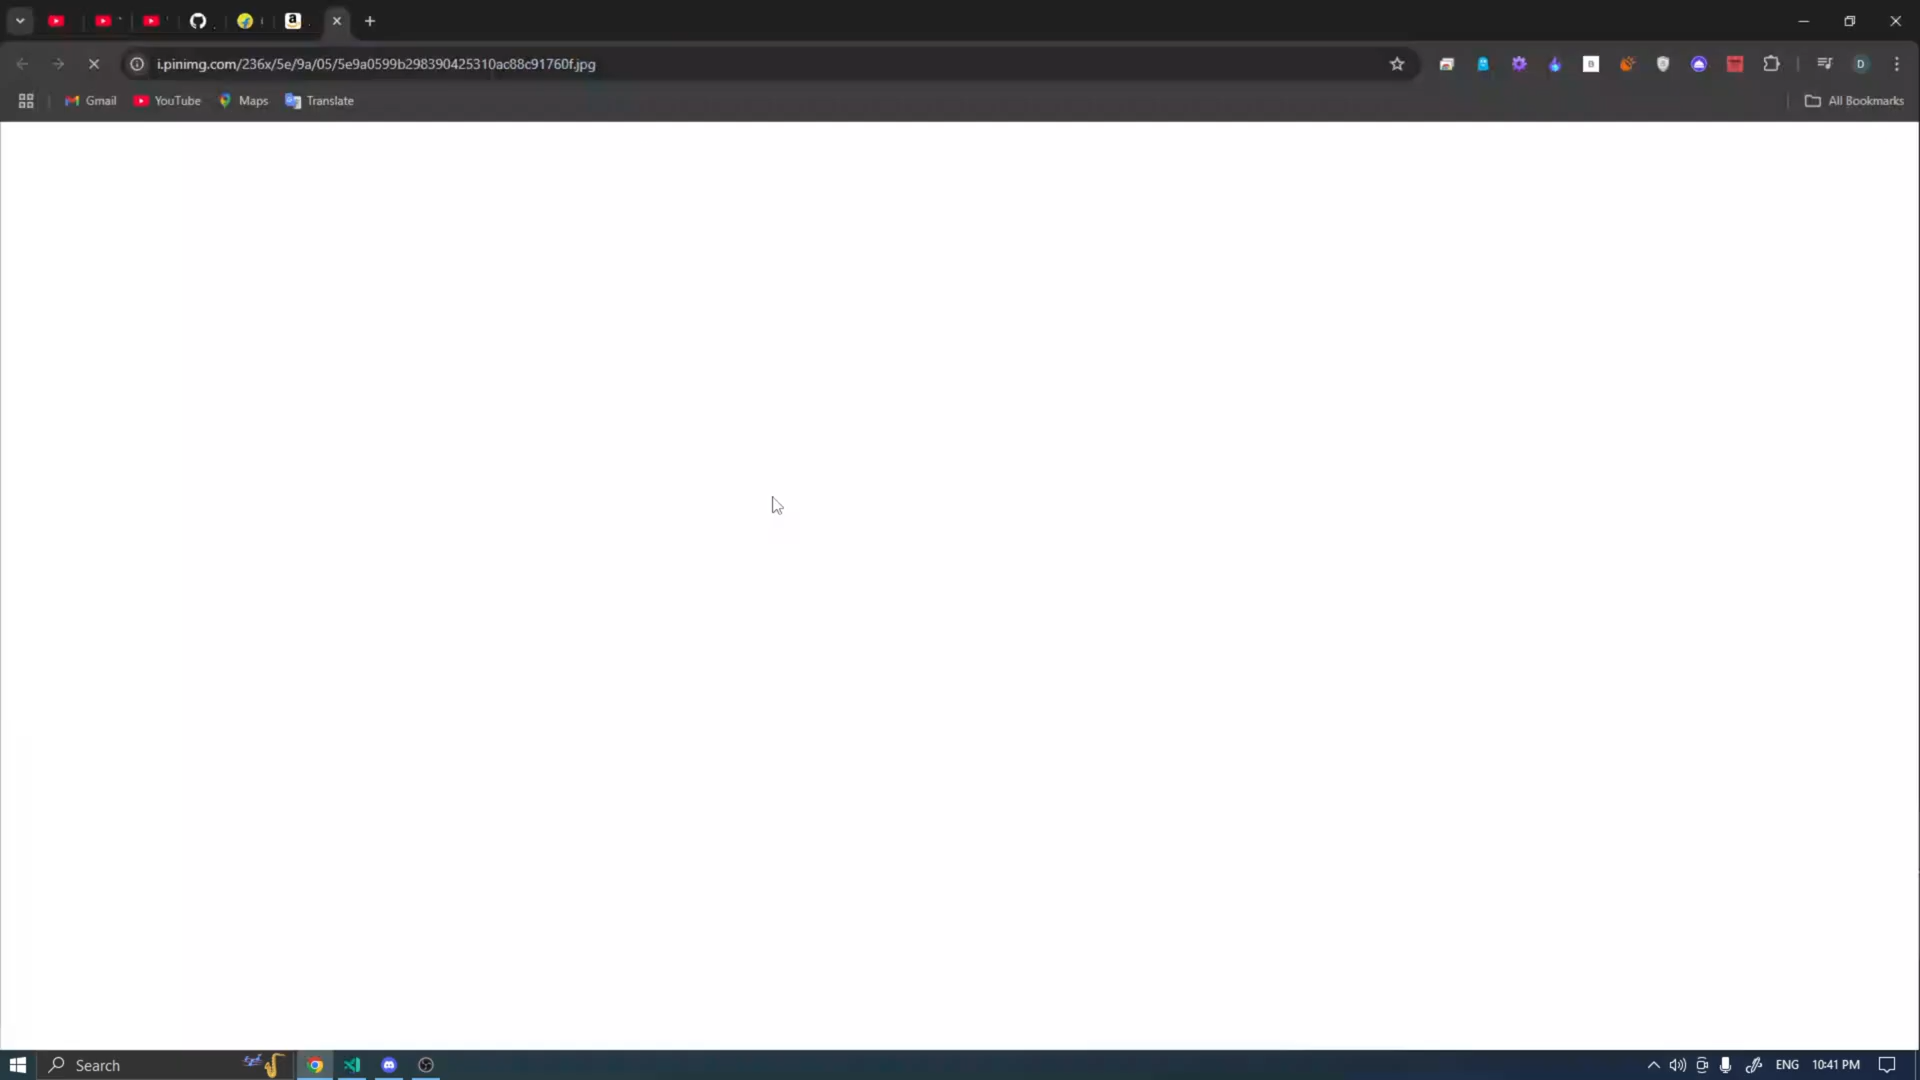 i.pinimg.com/236x/5e/9a/05/5e9a0599b298390425310ac88c91760f.jpg
D
Gmail
YouTube
Maps
Translate
All Bookmarks
Search
ENG
10:41 PM